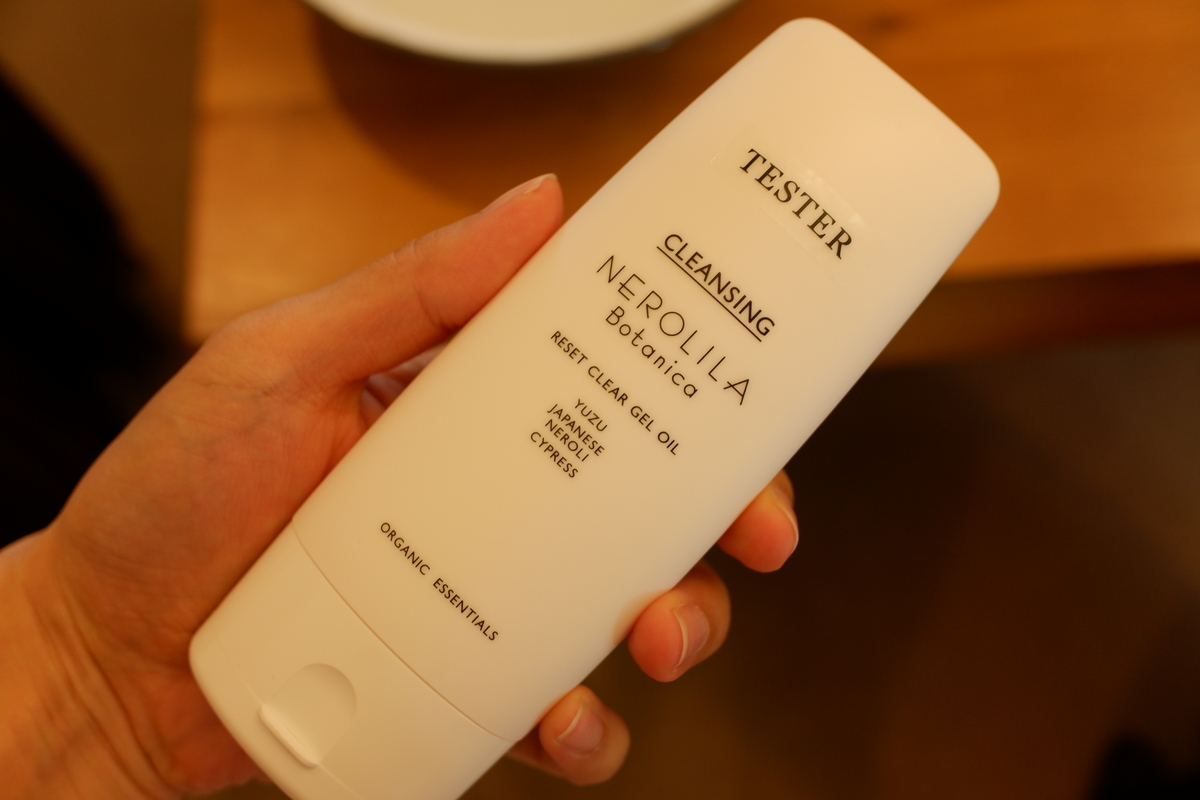 TESTER
CLEANSING
NEROLILA
Botanica
RESET CLEAR GEL OIL
YUZU
JAPANESE
NEROLI
CYPRESS
ORGANIC ESSENTIALS